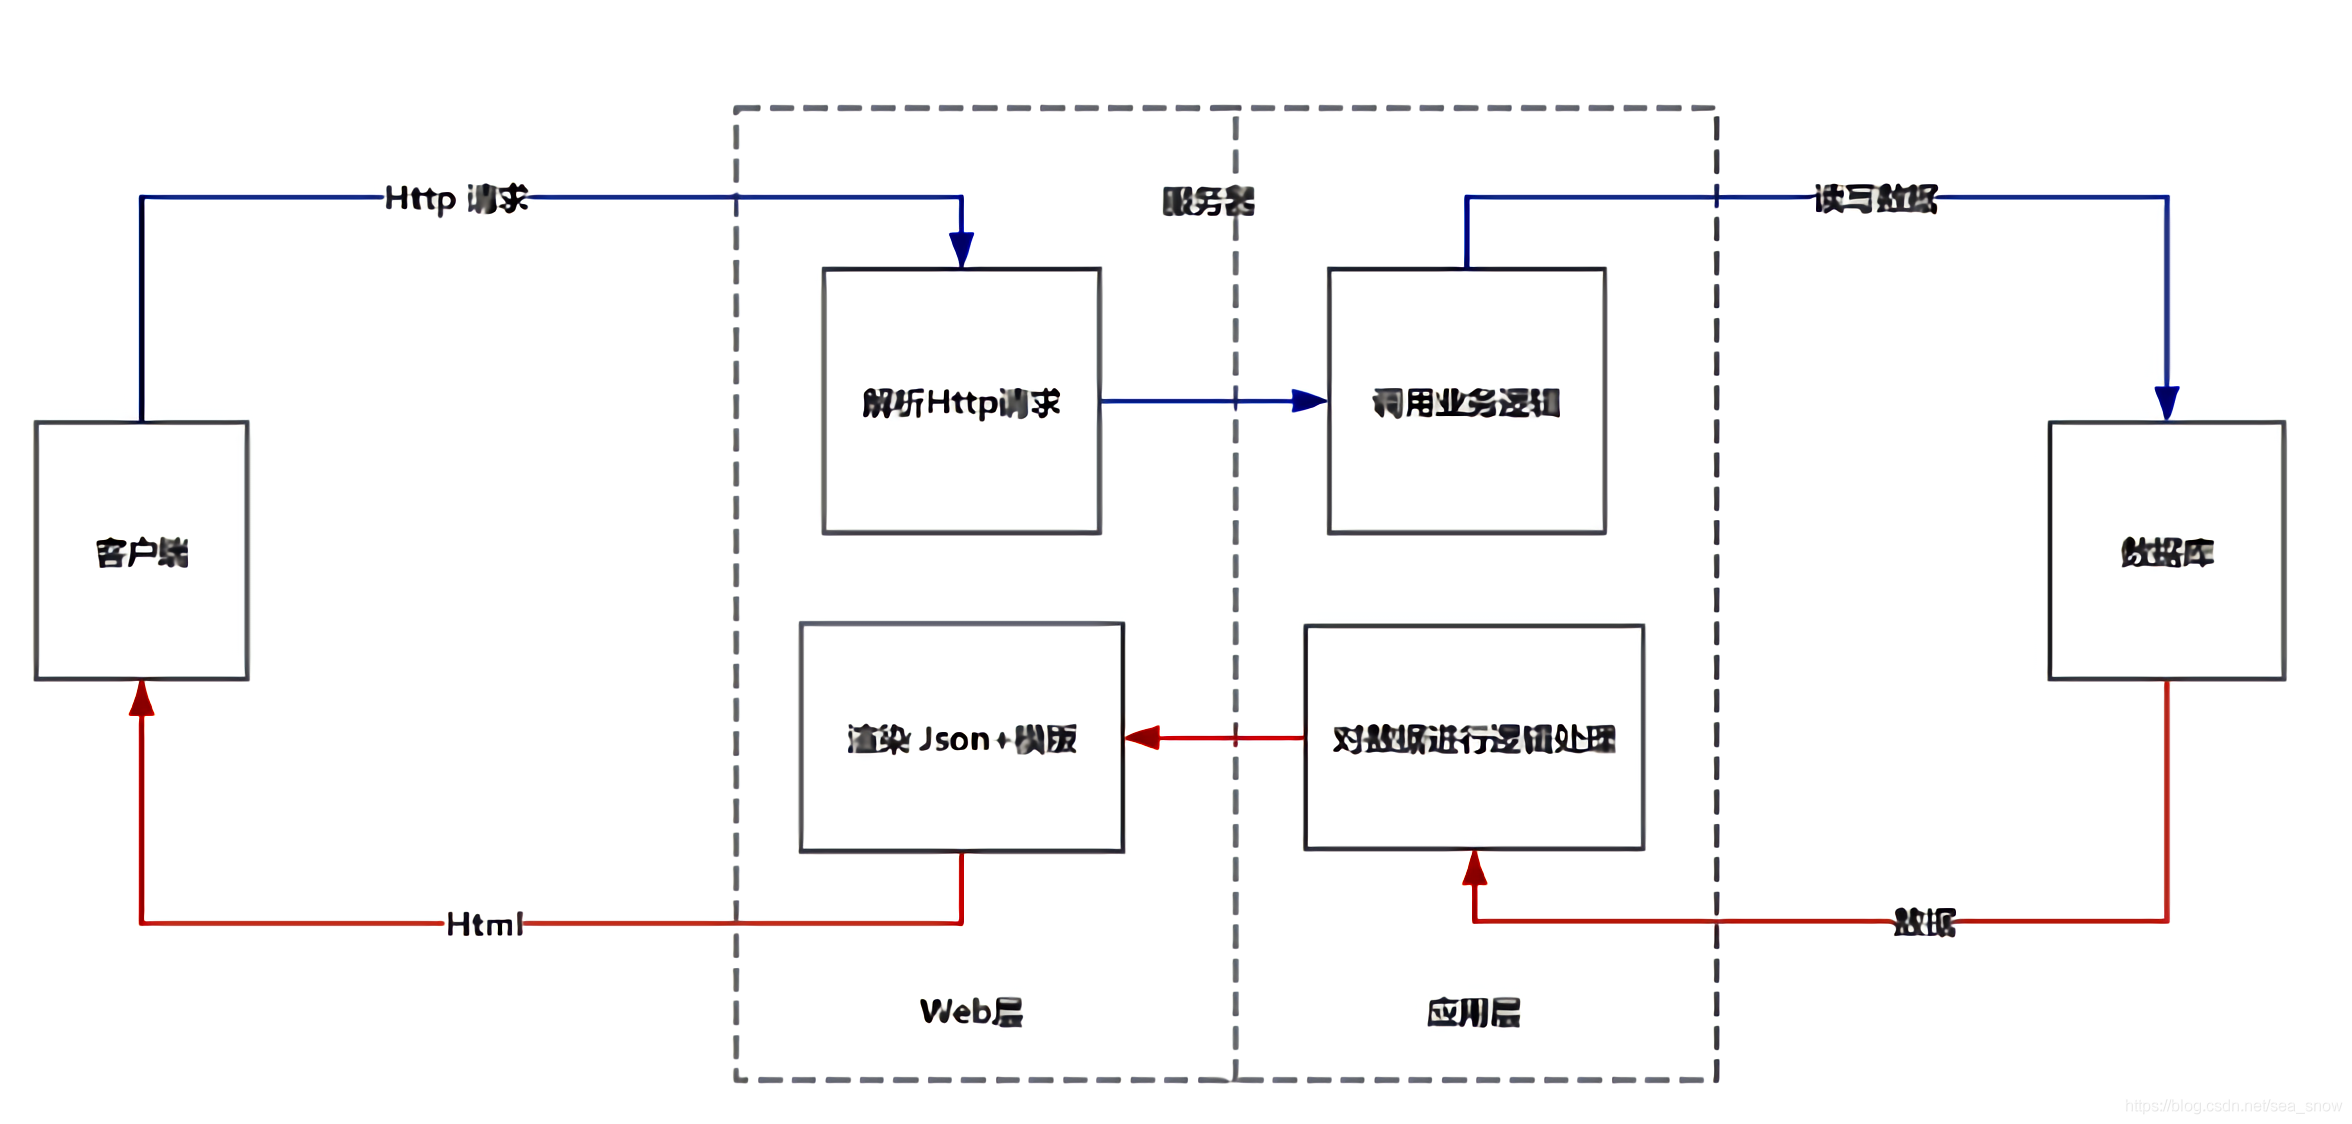 Http 请求
服务器
读写数据
解析Http请求
调用业务逻辑
客户端
数据库
渲染 Json+模版
对数据进行逻辑处理
Html
数据
Web层
应用层
https://blog.csdn.net/sea_snow